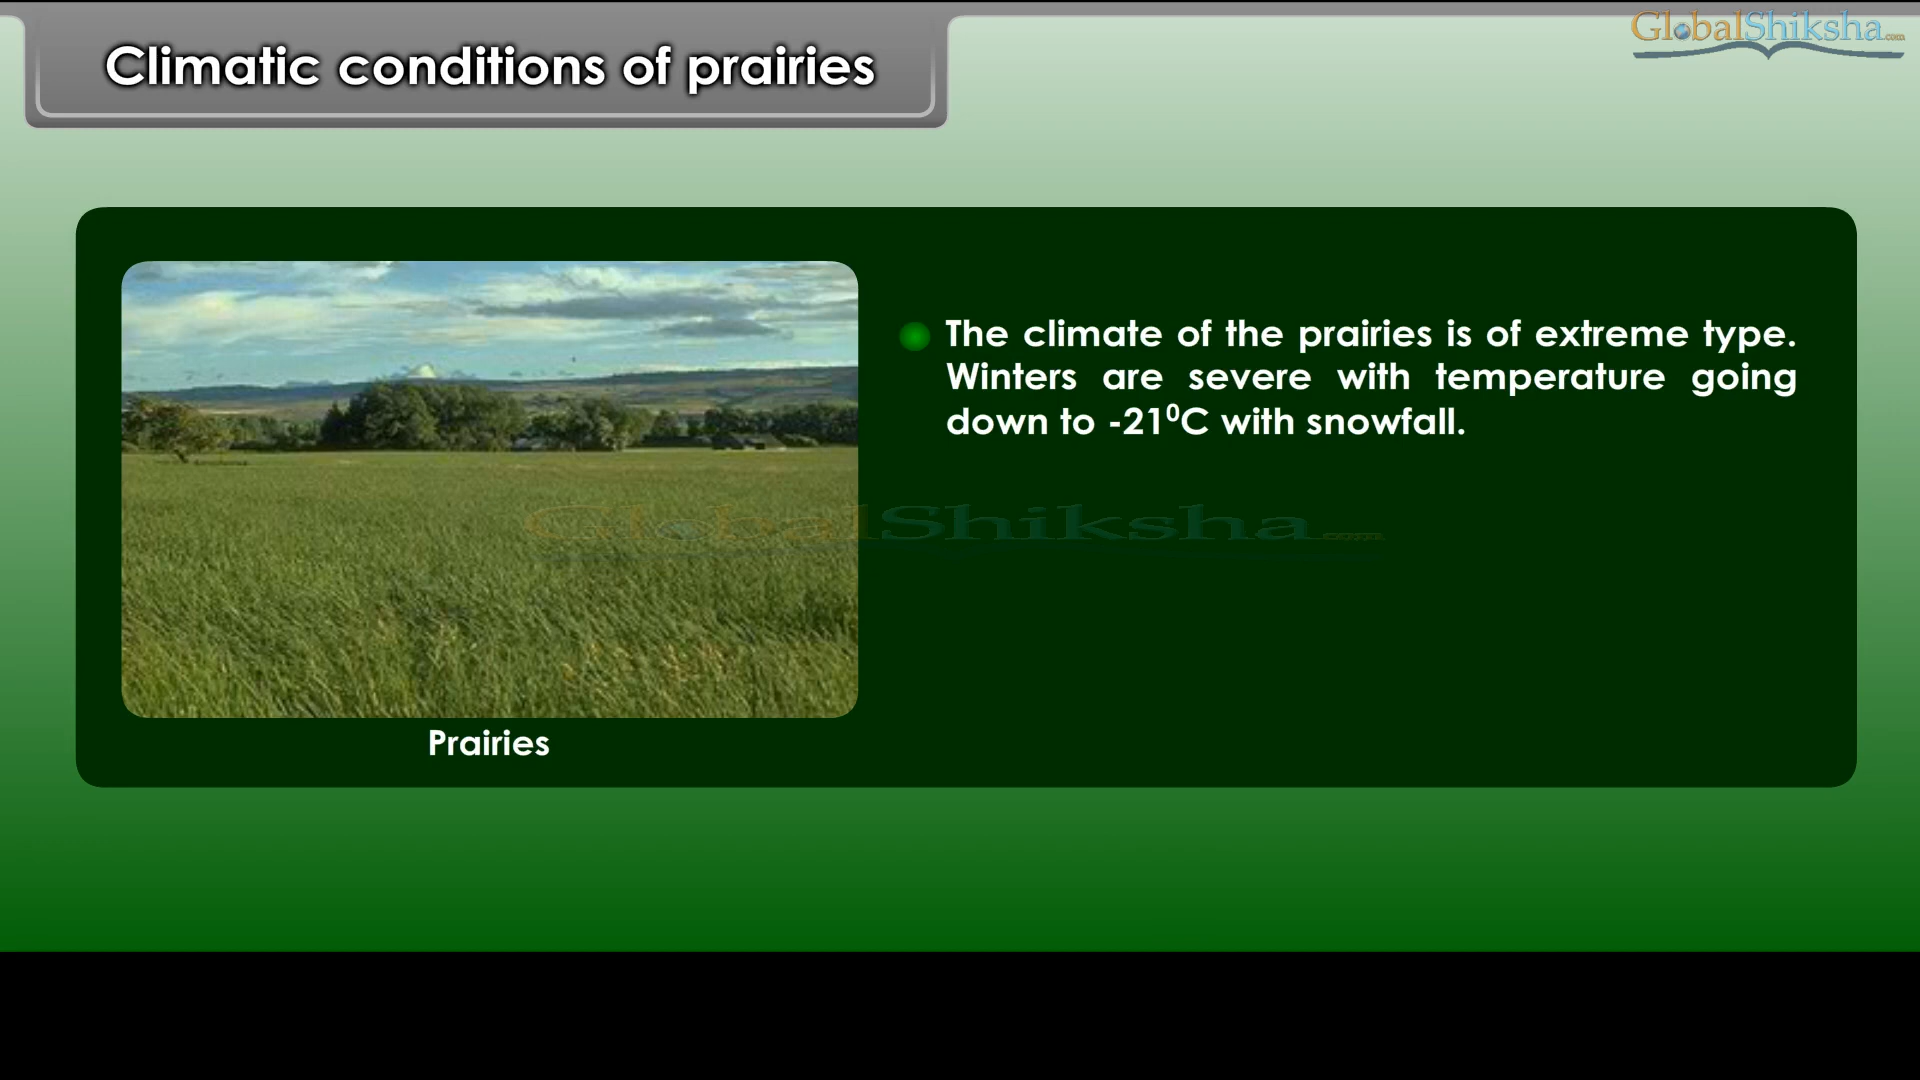 Climatic conditions of prairies
GlobalShiksha.com
The climate of the prairies is of extreme type.
Winters are severe with temperature going
down to -21⁰C with snowfall.
GlobalShiksha.com
Prairies